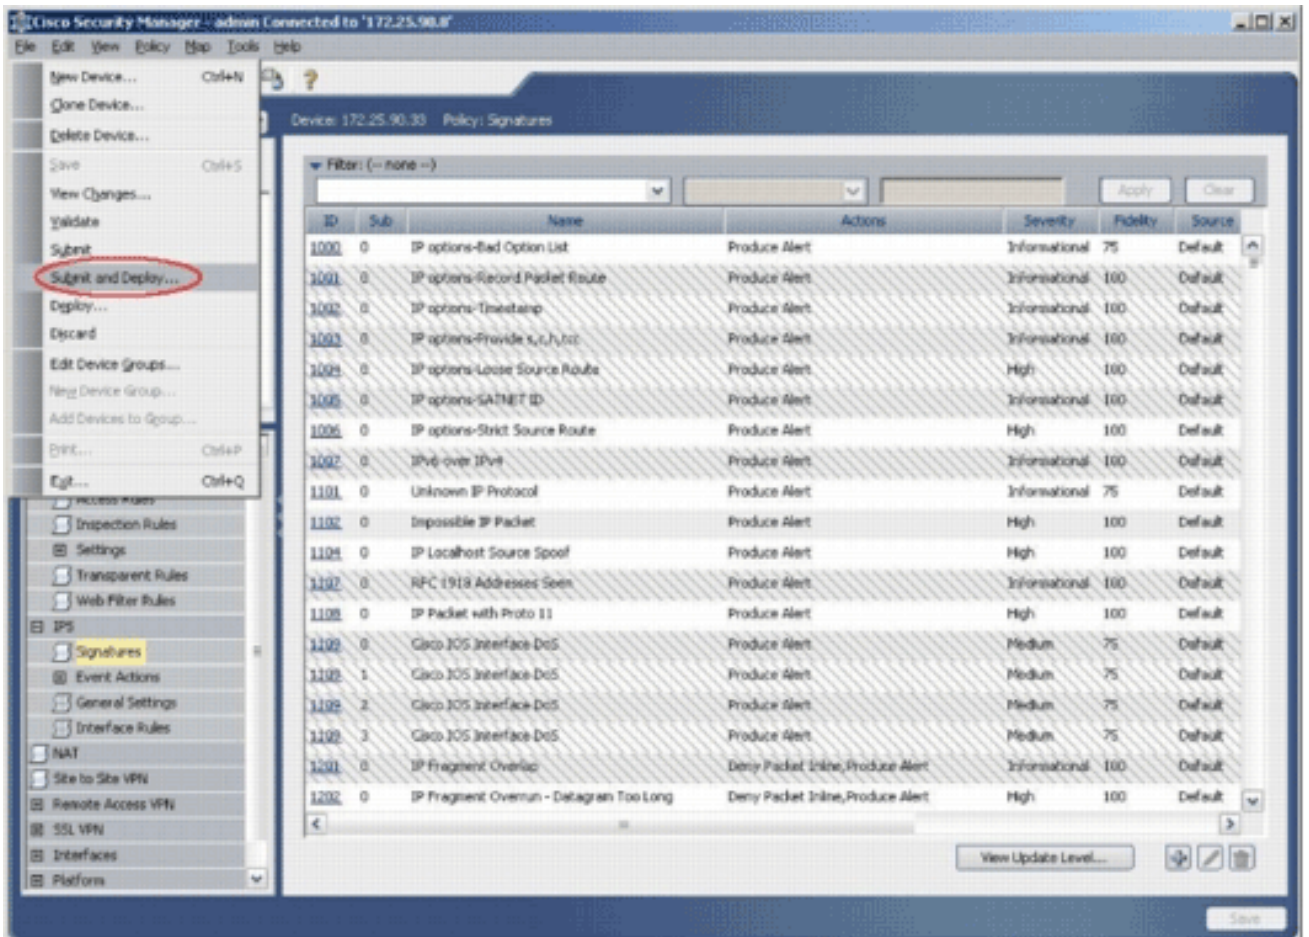 Cisco Security Manager - admin Connected to '172.25.90.8'
File Edit View Policy Map Tools Help
New Device... Ctrl+N
Clone Device...
Delete Device...
Save Ctrl+S
View Changes...
Validate
Submit
Submit and Deploy...
Deploy...
Discard
Edit Device Groups...
New Device Group...
Add Devices to Group...
Print... Ctrl+P
Exit... Ctrl+Q
Access Rules
Inspection Rules
Settings
Transparent Rules
Web Filter Rules
IPS
Signatures
Event Actions
General Settings
Interface Rules
NAT
Site to Site VPN
Remote Access VPN
SSL VPN
Interfaces
Platform
Device: 172.25.90.33 Policy: Signatures
Filter: (-- none --)
Apply Clear
ID Sub Name Actions Severity Fidelity Source
1000 0 IP options-Bad Option List Produce Alert Informational 75 Default
1001 0 IP options-Record Packet Route Produce Alert Informational 100 Default
1002 0 IP options-Timestamp Produce Alert Informational 100 Default
1003 0 IP options-Provide s,c,h,tcc Produce Alert Informational 100 Default
1004 0 IP options-Loose Source Route Produce Alert High 100 Default
1005 0 IP options-SATNET ID Produce Alert Informational 100 Default
1006 0 IP options-Strict Source Route Produce Alert High 100 Default
1007 0 IPv6 over IPv4 Produce Alert Informational 100 Default
1101 0 Unknown IP Protocol Produce Alert Informational 75 Default
1102 0 Impossible IP Packet Produce Alert High 100 Default
1104 0 IP Localhost Source Spoof Produce Alert High 100 Default
1107 0 RFC 1918 Addresses Seen Produce Alert Informational 100 Default
1108 0 IP Packet with Proto 11 Produce Alert High 100 Default
1109 0 Cisco IOS Interface DoS Produce Alert Medium 75 Default
1109 1 Cisco IOS Interface DoS Produce Alert Medium 75 Default
1109 2 Cisco IOS Interface DoS Produce Alert Medium 75 Default
1109 3 Cisco IOS Interface DoS Produce Alert Medium 75 Default
1201 0 IP Fragment Overlap Deny Packet Inline,Produce Alert Informational 100 Default
1202 0 IP Fragment Overrun - Datagram Too Long Deny Packet Inline,Produce Alert High 100 Default
View Update Level...
Save